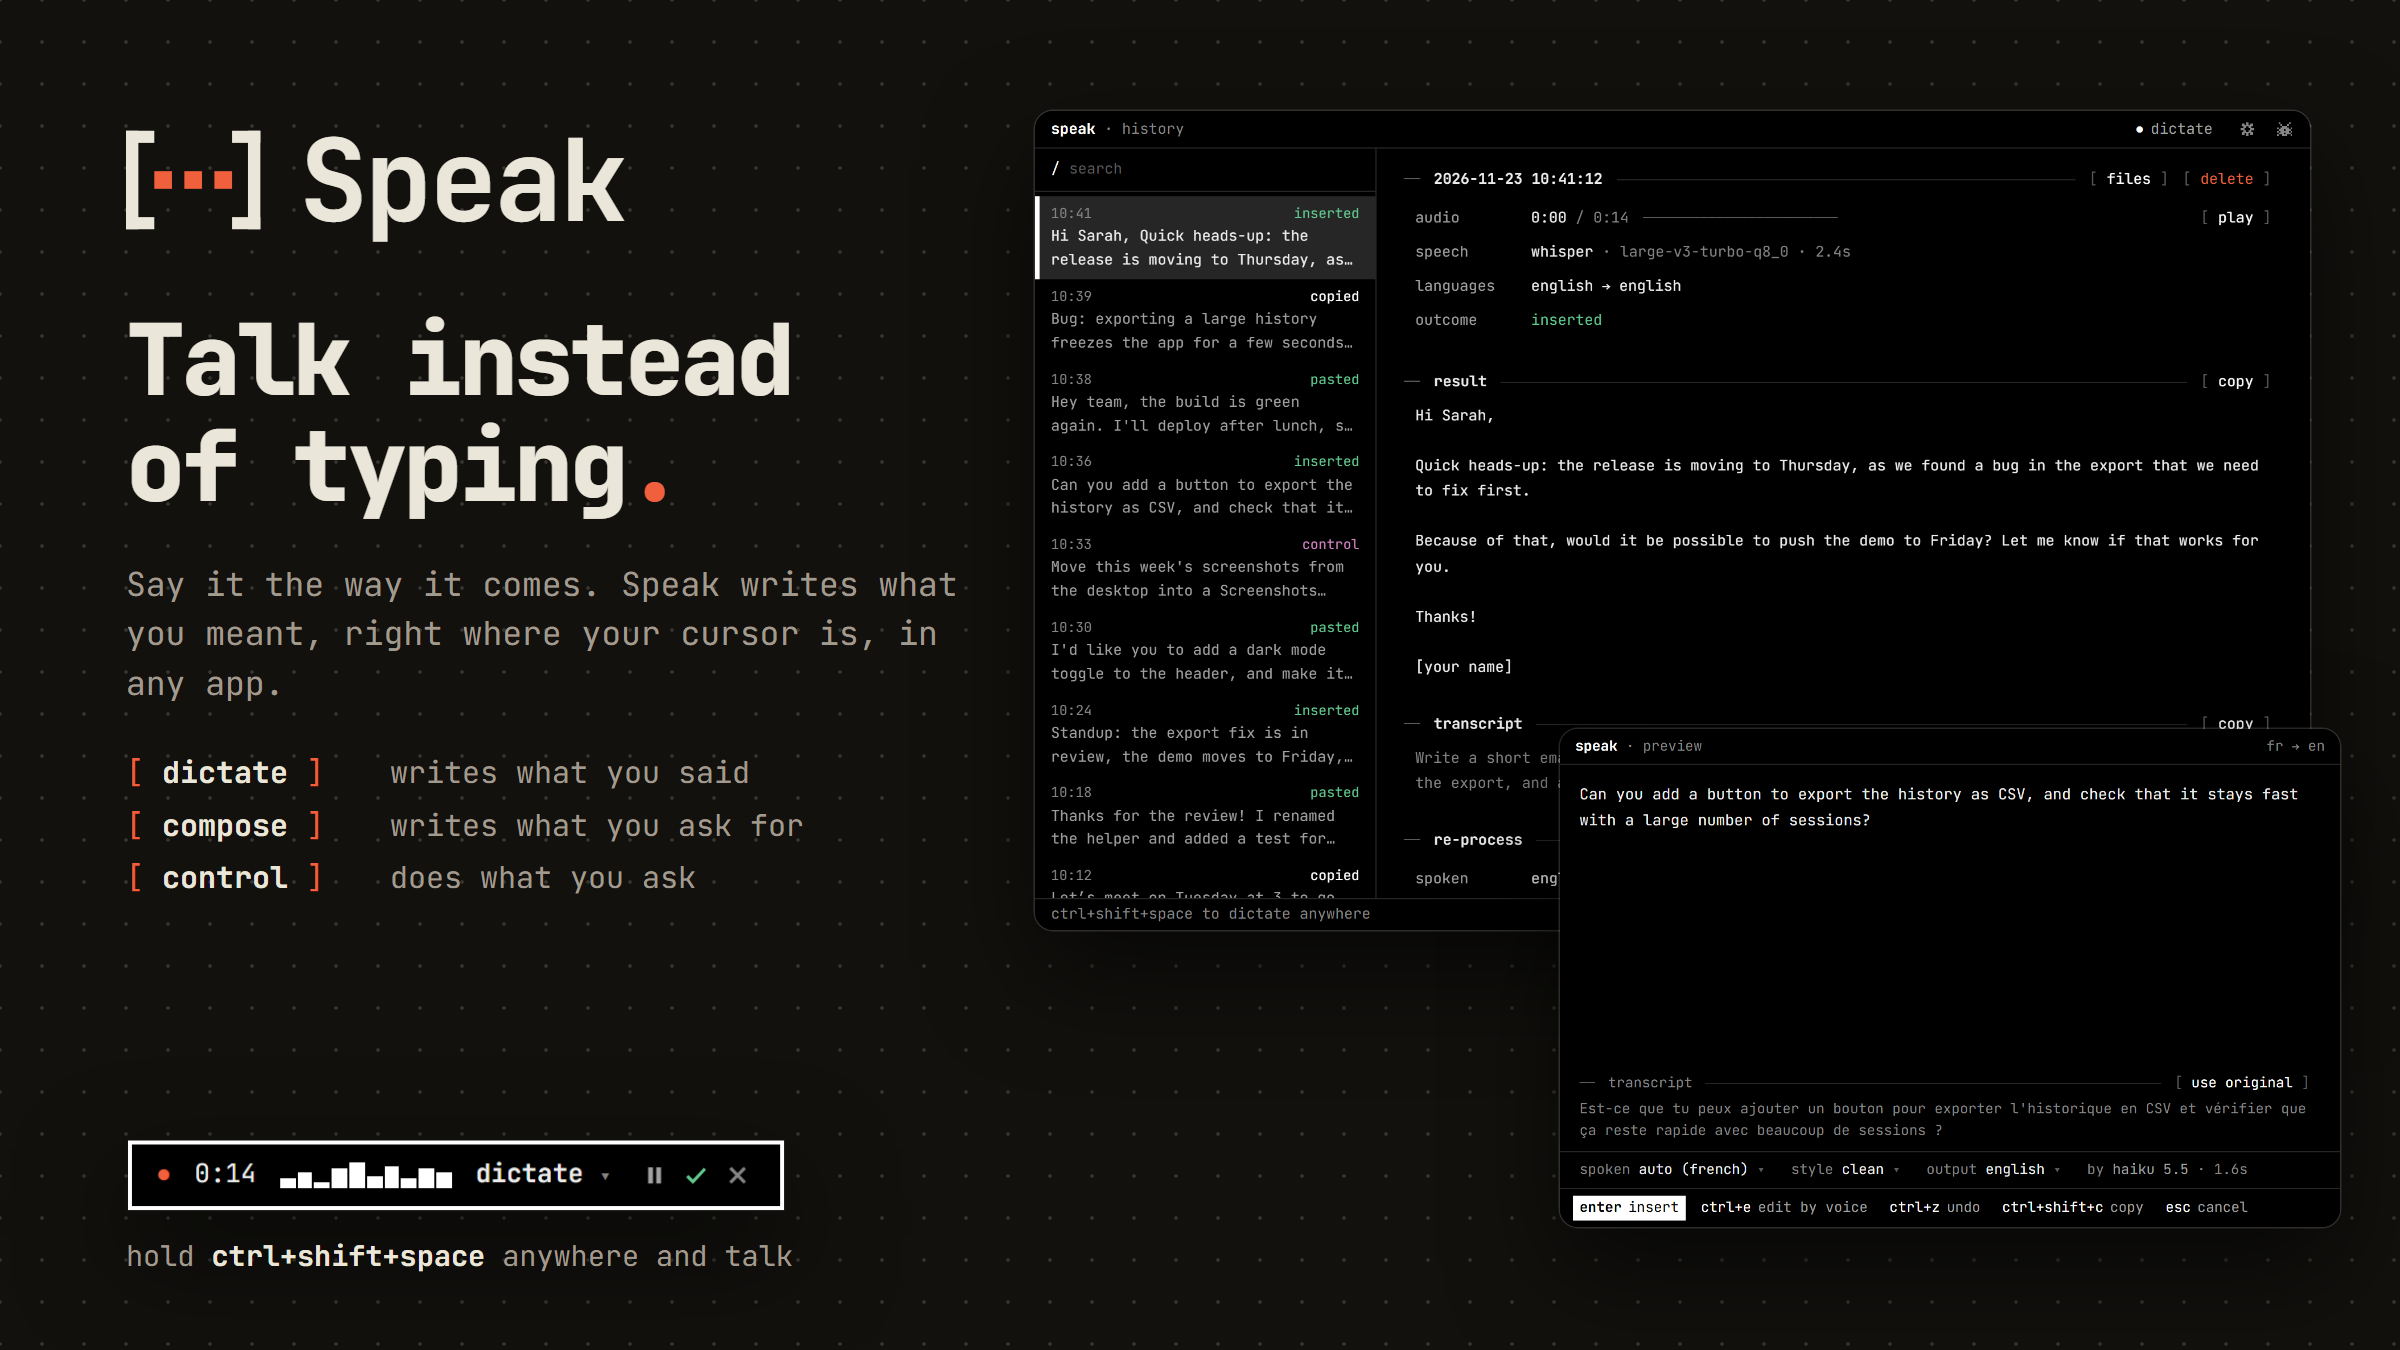 [···] Speak
Talk instead
of typing.
Say it the way it comes. Speak writes what
you meant, right where your cursor is, in
any app.
[ dictate ] writes what you said
[ compose ] writes what you ask for
[ control ] does what you ask
0:14 dictate
hold ctrl+shift+space anywhere and talk
speak · history
dictate
/ search
10:41 inserted
Hi Sarah, Quick heads-up: the
release is moving to Thursday, as…
10:39 copied
Bug: exporting a large history
freezes the app for a few seconds…
10:38 pasted
Hey team, the build is green
again. I'll deploy after lunch, s…
10:36 inserted
Can you add a button to export the
history as CSV, and check that it…
10:33 control
Move this week's screenshots from
the desktop into a Screenshots…
10:30 pasted
I'd like you to add a dark mode
toggle to the header, and make it…
10:24 inserted
Standup: the export fix is in
review, the demo moves to Friday,…
10:18 pasted
Thanks for the review! I renamed
the helper and added a test for…
10:12 copied
Let's meet on Tuesday at 3 to go
ctrl+shift+space to dictate anywhere
2026-11-23 10:41:12 [ files ] [ delete ]
audio 0:00 / 0:14 [ play ]
speech whisper · large-v3-turbo-q8_0 · 2.4s
languages english → english
outcome inserted
result [ copy ]
Hi Sarah,
Quick heads-up: the release is moving to Thursday, as we found a bug in the export that we need
to fix first.
Because of that, would it be possible to push the demo to Friday? Let me know if that works for
you.
Thanks!
[your name]
transcript [ copy ]
Write a short ema
the export, and
re-process
spoken engl
speak · preview fr → en
Can you add a button to export the history as CSV, and check that it stays fast
with a large number of sessions?
transcript [ use original ]
Est-ce que tu peux ajouter un bouton pour exporter l'historique en CSV et vérifier que
ça reste rapide avec beaucoup de sessions ?
spoken auto (french) style clean output english by haiku 5.5 · 1.6s
enter insert ctrl+e edit by voice ctrl+z undo ctrl+shift+c copy esc cancel